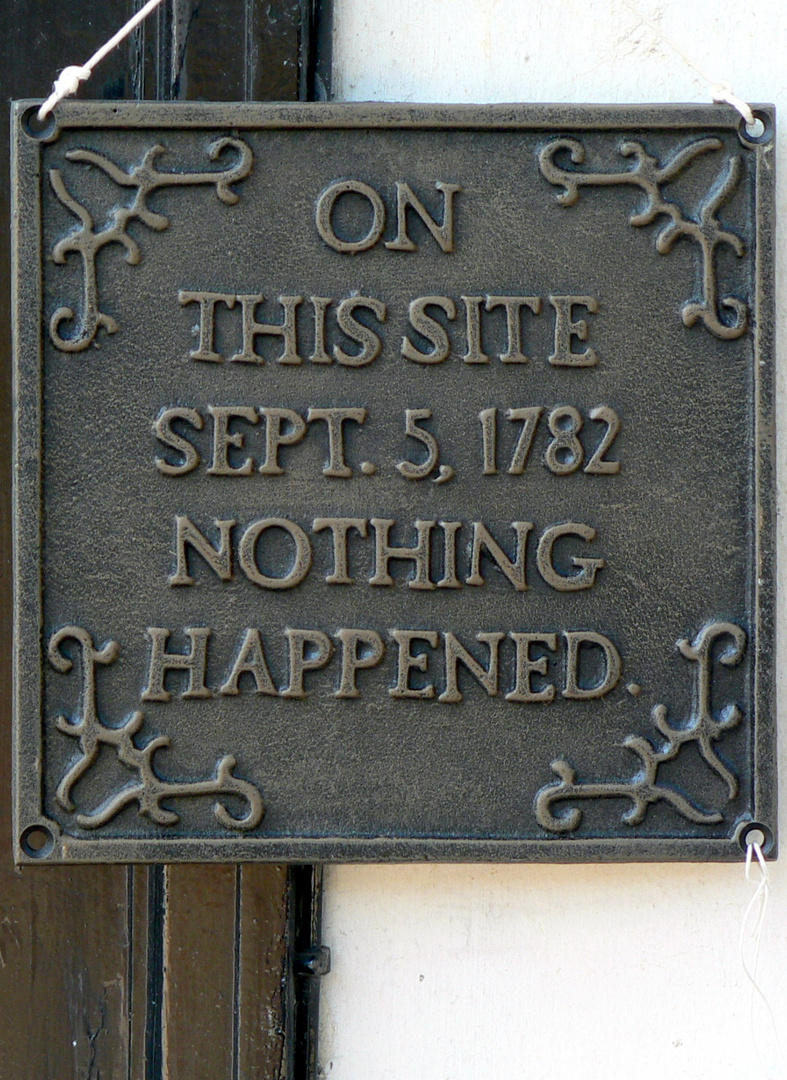 ON
THIS SITE
SEPT. 5, 1782
NOTHING
HAPPENED.